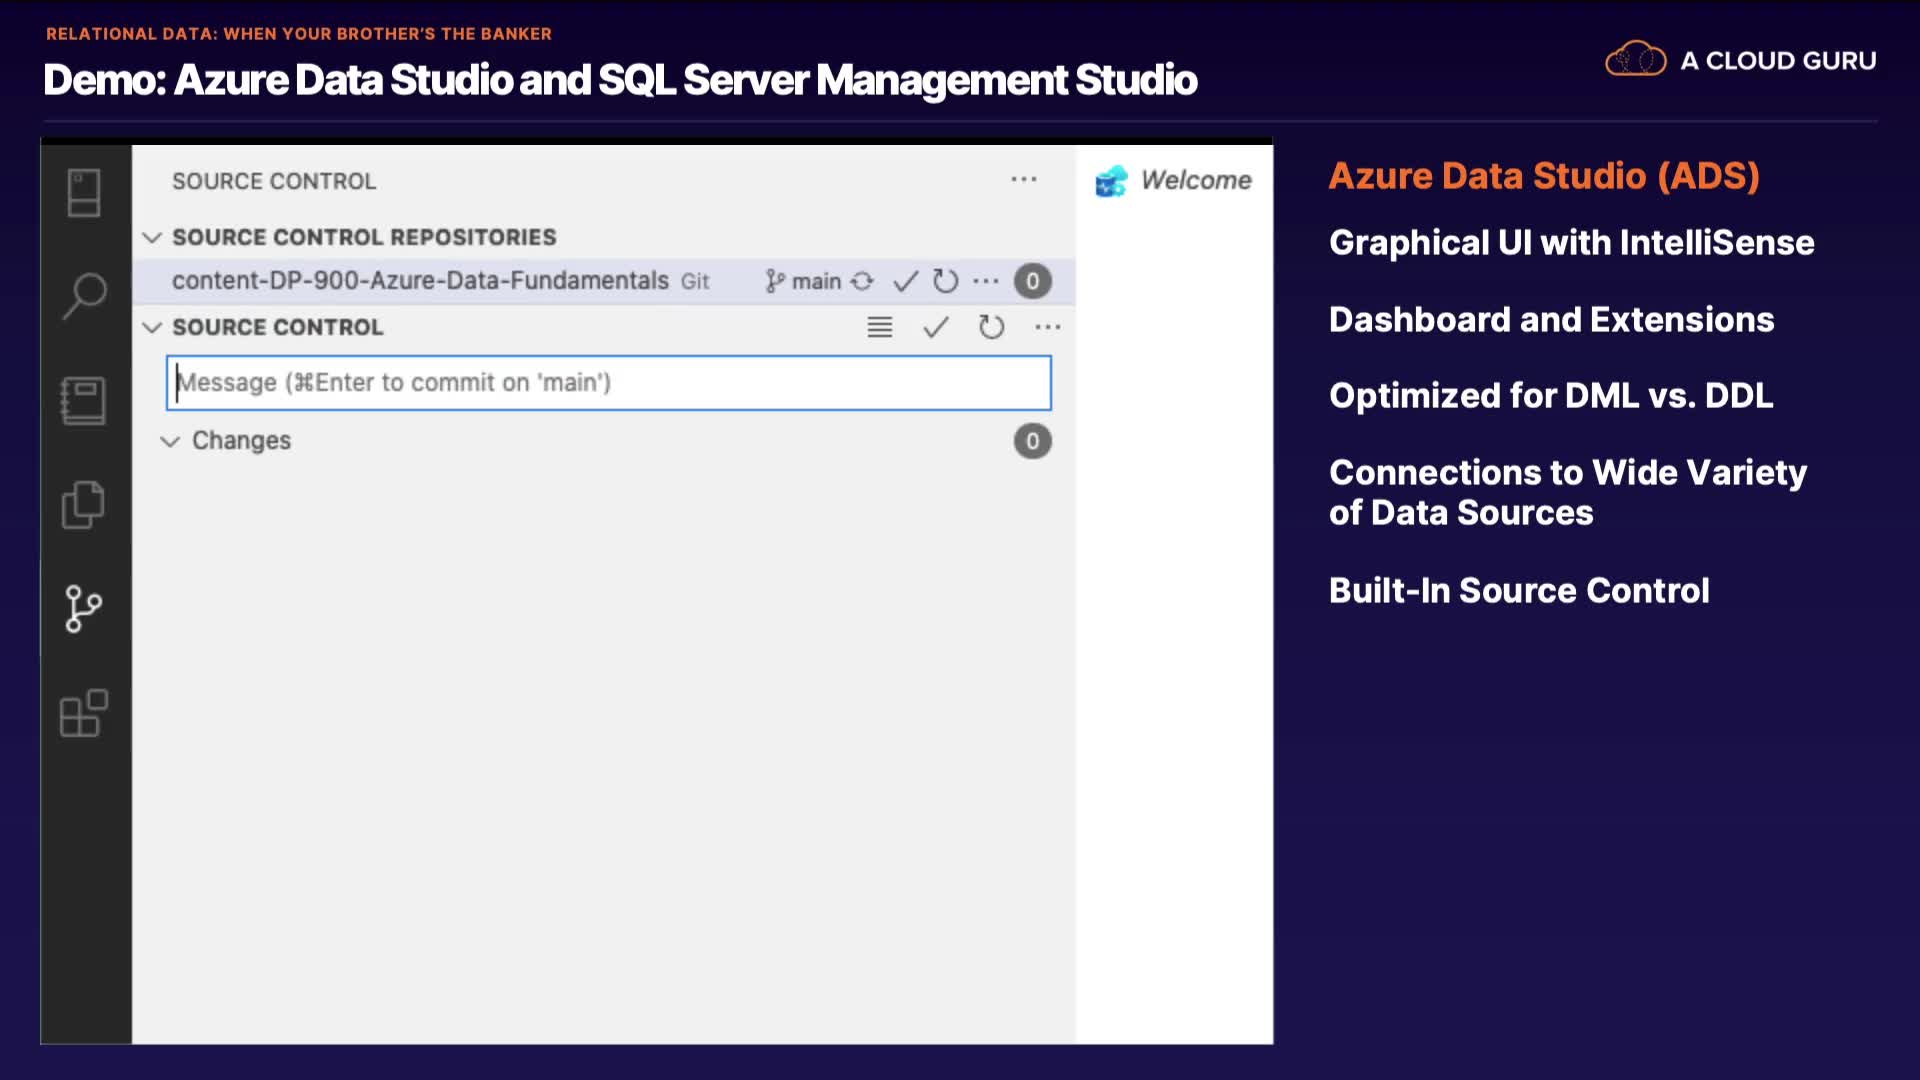 RELATIONAL DATA: WHEN YOUR BROTHER'S THE BANKER
Demo: Azure Data Studio and SQL Server Management Studio
A CLOUD GURU
SOURCE CONTROL
SOURCE CONTROL REPOSITORIES
content-DP-900-Azure-Data-Fundamentals Git main 0
SOURCE CONTROL
Message (⌘Enter to commit on 'main')
Changes 0
Welcome
Azure Data Studio (ADS)
Graphical UI with IntelliSense
Dashboard and Extensions
Optimized for DML vs. DDL
Connections to Wide Variety
of Data Sources
Built-In Source Control